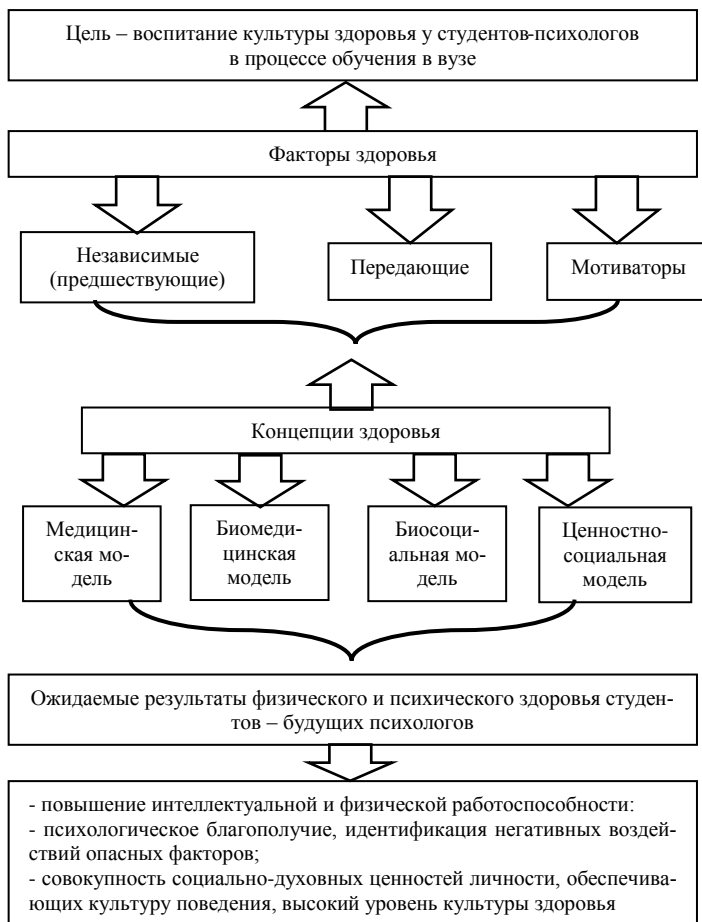 Цель – воспитание культуры здоровья у студентов-психологов
в процессе обучения в вузе
Факторы здоровья
Независимые
(предшествующие)
Передающие
Мотиваторы
Концепции здоровья
Медицин-
ская мо-
дель
Биомеди-
цинская
модель
Биосоци-
альная мо-
дель
Ценностно-
социальная
модель
Ожидаемые результаты физического и психического здоровья студен-
тов – будущих психологов
- повышение интеллектуальной и физической работоспособности:
- психологическое благополучие, идентификация негативных воздей-
ствий опасных факторов;
- совокупность социально-духовных ценностей личности, обеспечива-
ющих культуру поведения, высокий уровень культуры здоровья